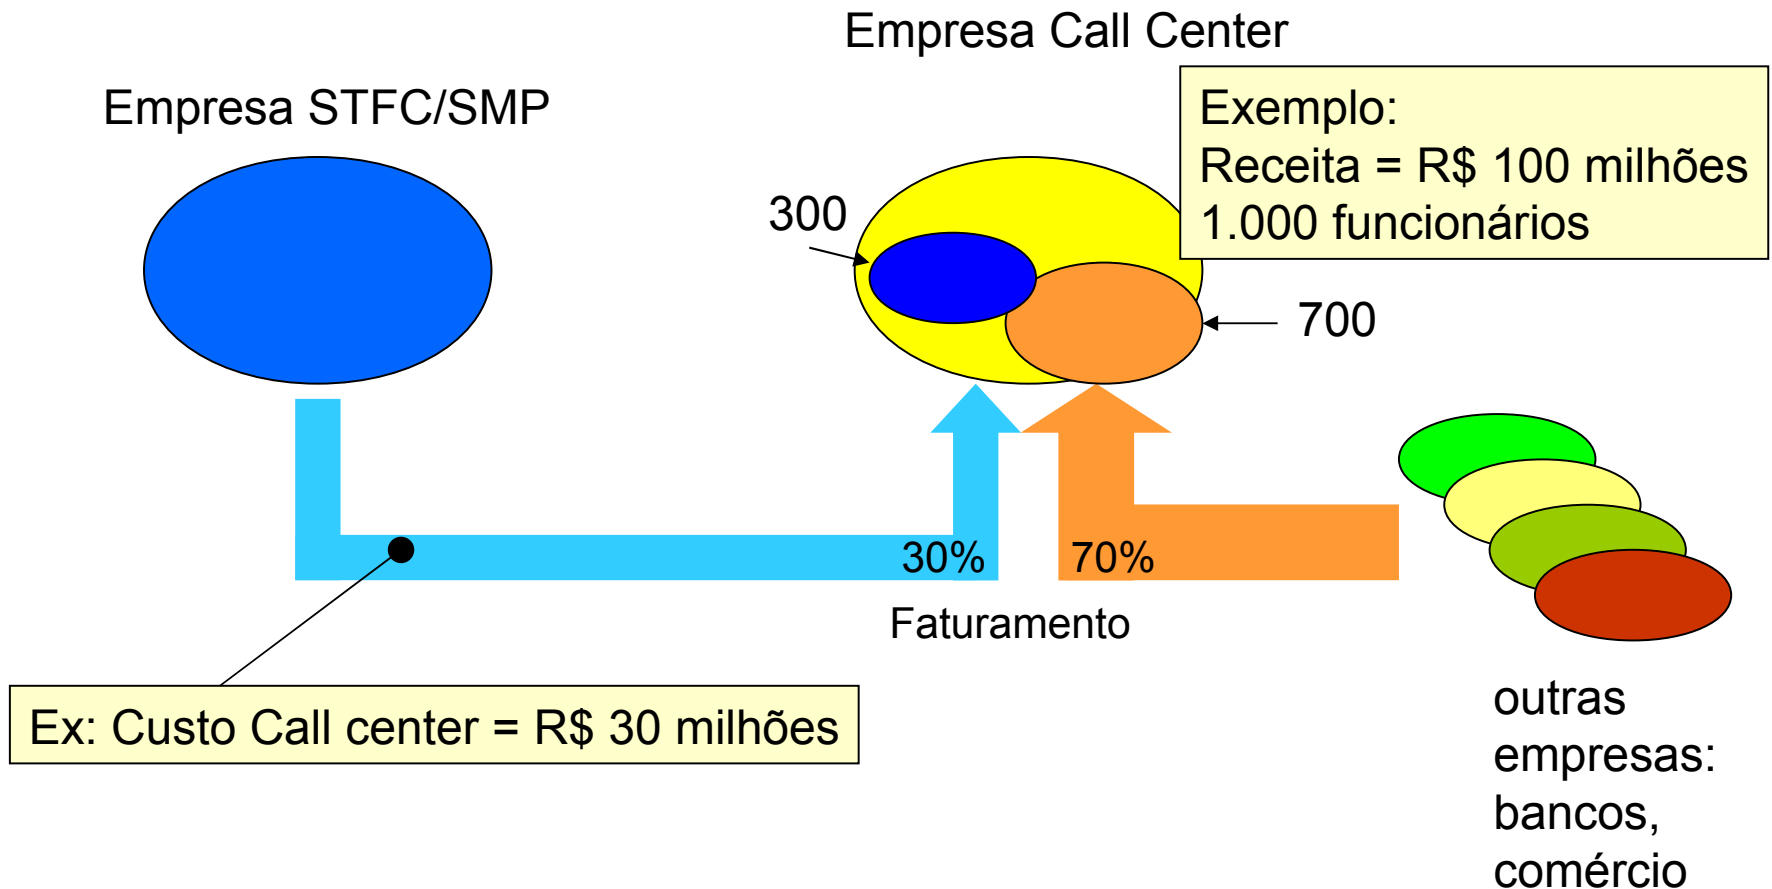 Empresa Call Center
Empresa STFC/SMP
Exemplo:
Receita = R$ 100 milhões
1.000 funcionários
300
700
30%
70%
Faturamento
Ex: Custo Call center = R$ 30 milhões
outras
empresas:
bancos,
comércio